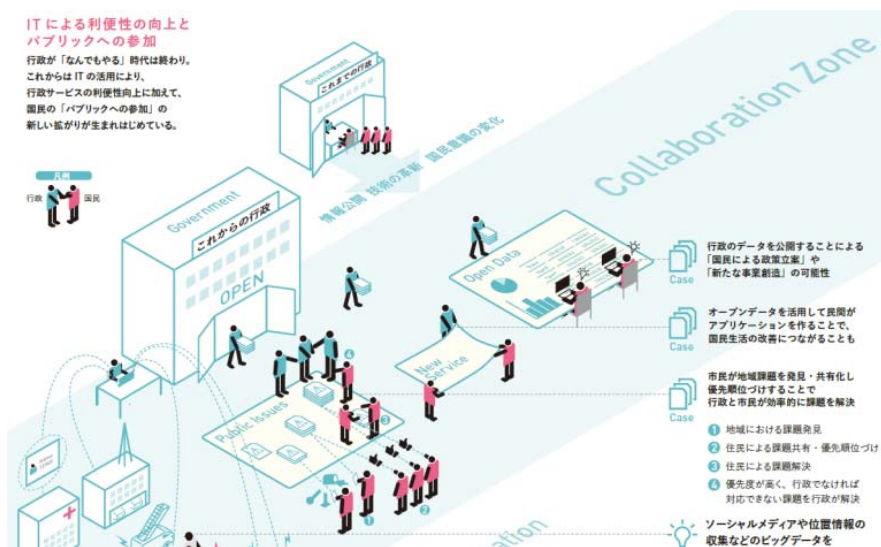 ITによる利便性の向上と
パブリックへの参加
行政が「なんでもやる」時代は終わり。
これからはITの活用により、
行政サービスの利便性向上に加えて、
国民の「パブリックへの参加」の
新しい拡がりが生まれはじめている。
凡例
行政
国民
Government
これまでの行政
情報公開 技術の革新 国民意識の変化
Collaboration Zone
Government
これからの行政
OPEN
Open Data
行政のデータを公開することによる
「国民による政策立案」や
「新たな事業創造」の可能性
Case
New
Service
オープンデータを活用して民間が
アプリケーションを作ることで、
国民生活の改善につながることも
Case
Public Issues
市民が地域課題を発見・共有化し
優先順位づけすることで
行政と市民が効率的に課題を解決
Case
4
3
1
2
1 地域における課題発見
2 住民による課題共有・優先順位づけ
3 住民による課題解決
4 優先度が高く、行政でなければ
対応できない課題を行政が解決
ソーシャルメディアや位置情報の
収集などのビッグデータを